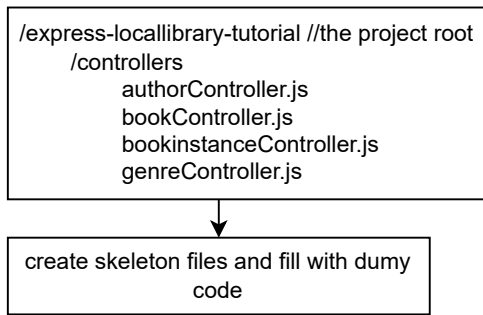 /express-locallibrary-tutorial //the project root
/controllers
authorController.js
bookController.js
bookinstanceController.js
genreController.js
create skeleton files and fill with dumy
code